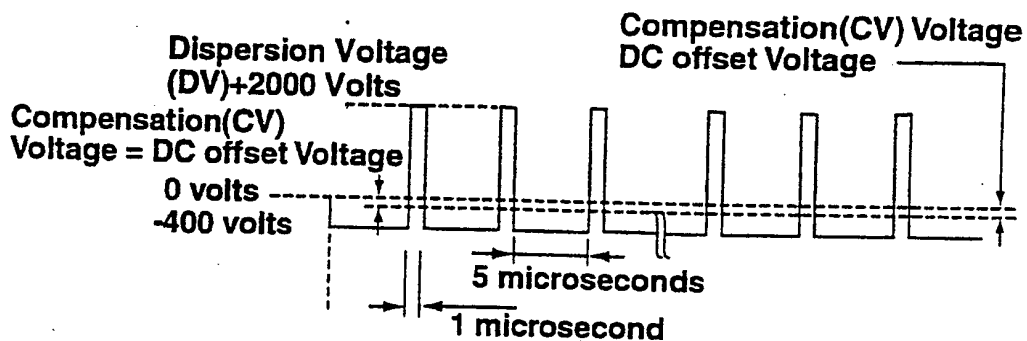 Dispersion Voltage
(DV)+2000 Volts
Compensation(CV) Voltage
DC offset Voltage
Compensation(CV)
Voltage = DC offset Voltage
0 volts
-400 volts
5 microseconds
1 microsecond